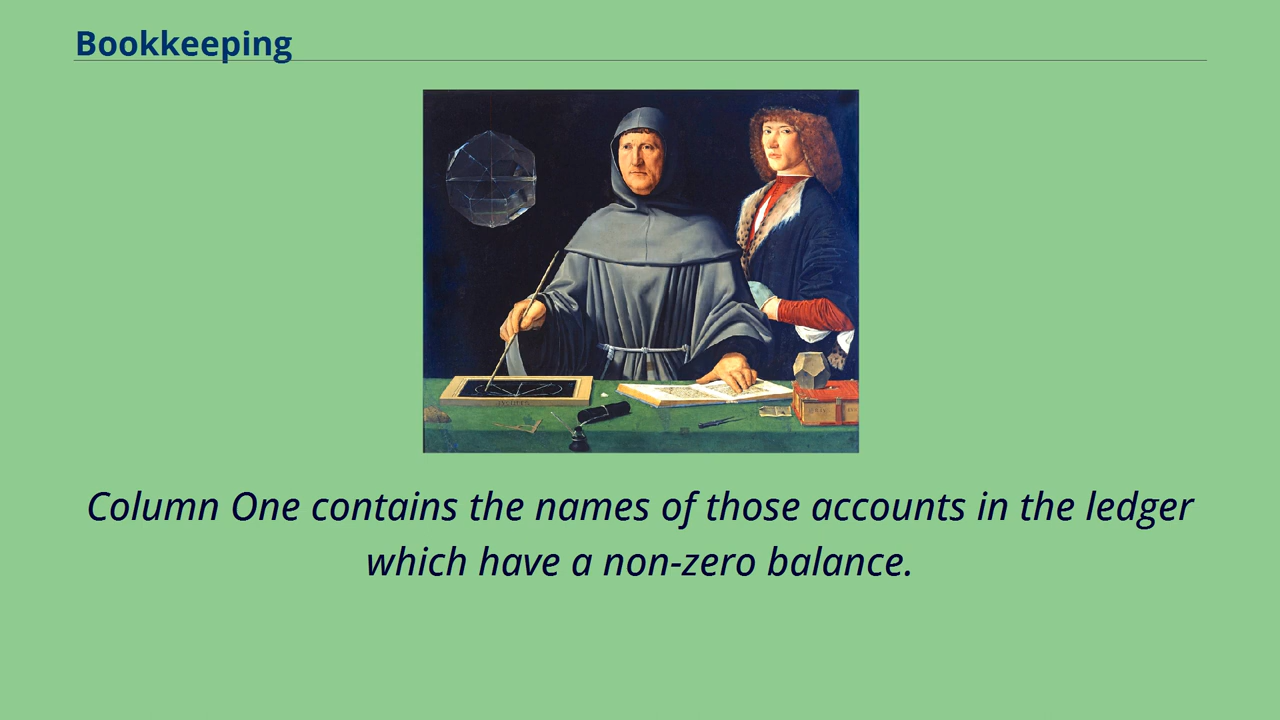 Bookkeeping
Column One contains the names of those accounts in the ledger
which have a non-zero balance.